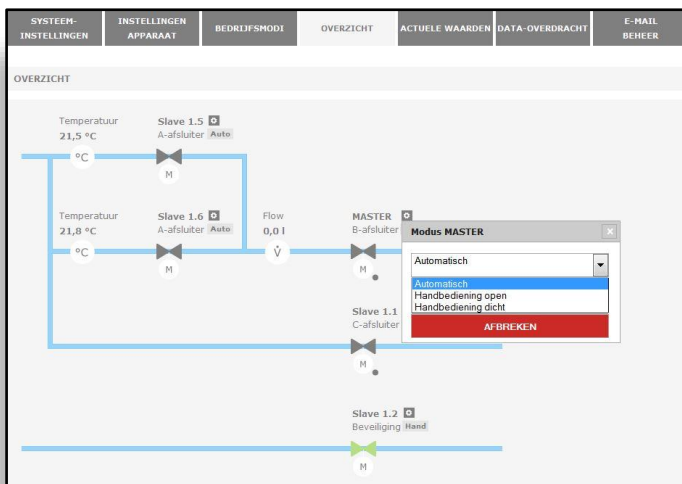 SYSTEEM-
INSTELLINGEN
INSTELLINGEN
APPARAAT
BEDRIJFSMODI
OVERZICHT
ACTUELE WAARDEN
DATA-OVERDRACHT
E-MAIL
BEHEER
OVERZICHT
Temperatuur
21,5 °C
Slave 1.5
A-afsluiter Auto
°C
M
Temperatuur
21,8 °C
Slave 1.6
A-afsluiter Auto
Flow
0,0 l
MASTER
B-afsluiter
°C
M
V̇
M
Modus MASTER
x
Automatisch
Automatisch
Handbediening open
Handbediening dicht
AFBREKEN
Slave 1.1
C-afsluiter
M
Slave 1.2
Beveiliging Hand
M